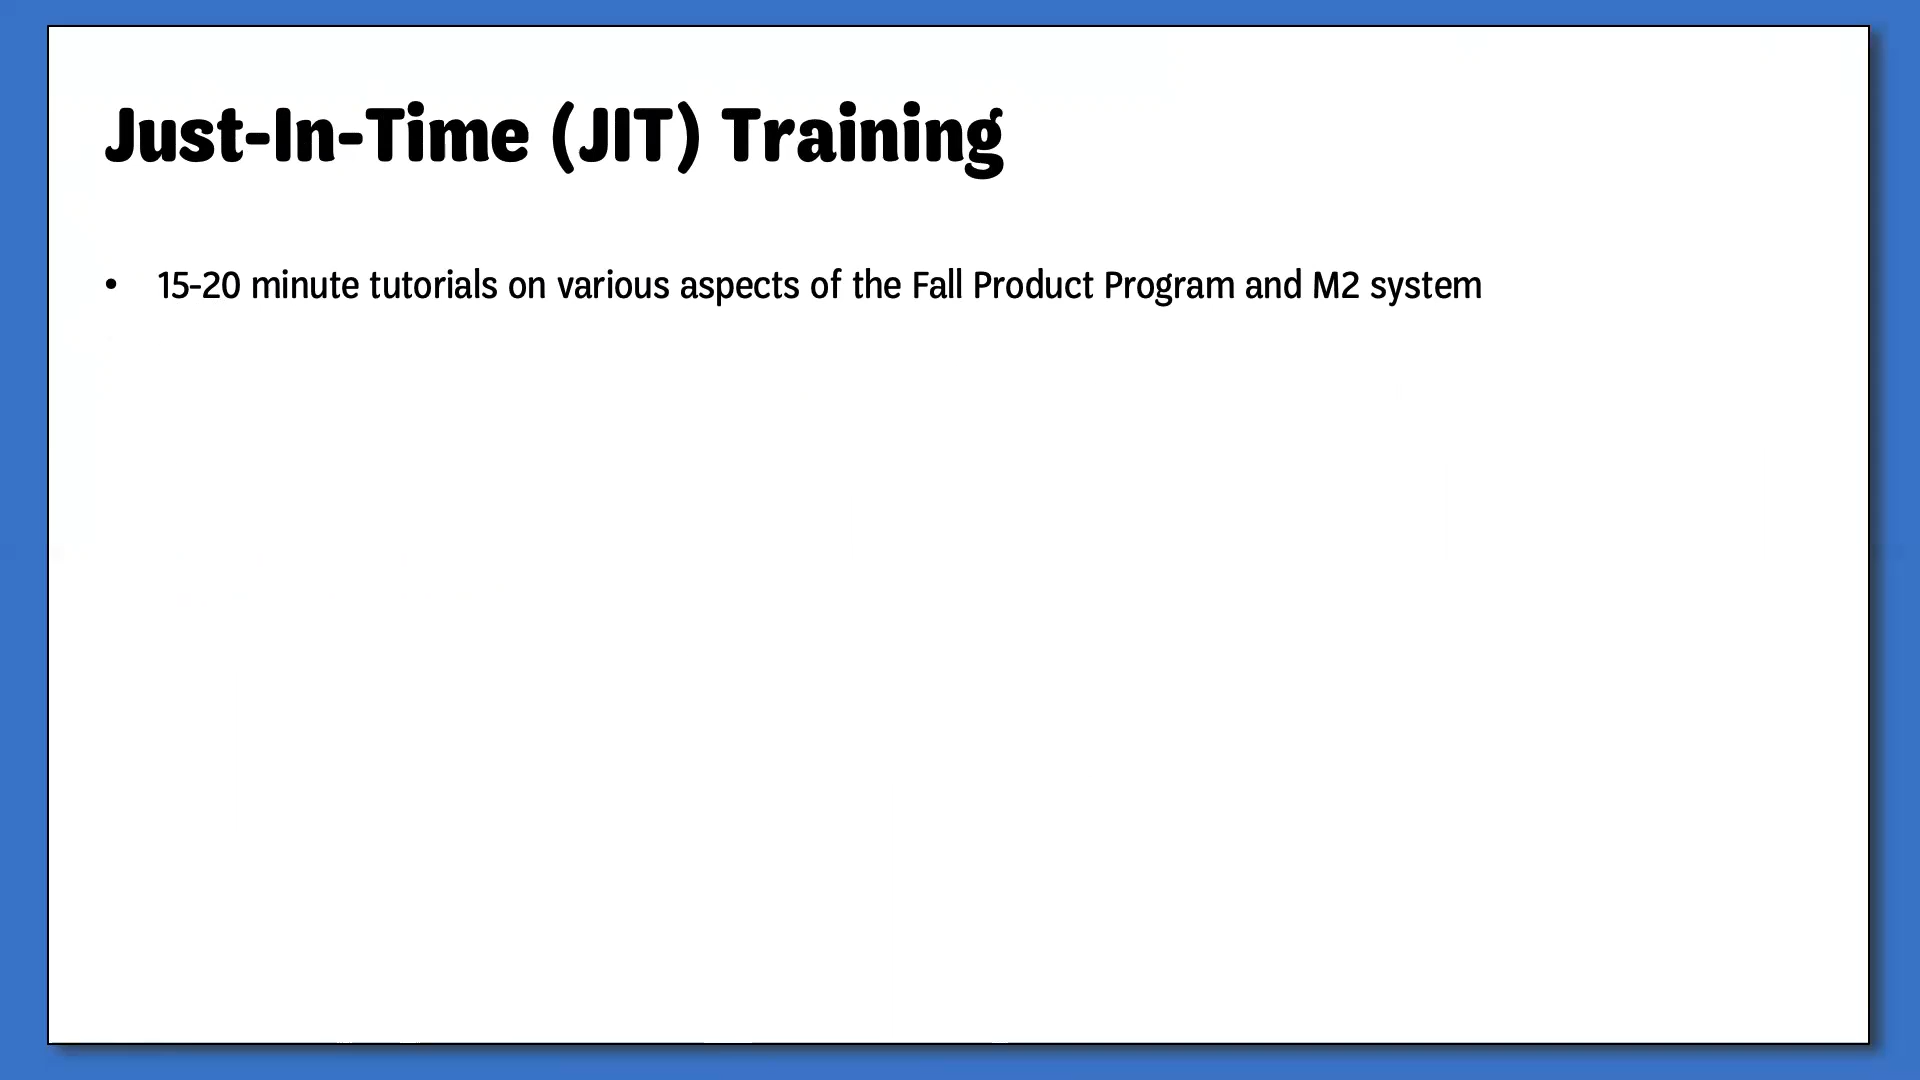 Just-In-Time (JIT) Training
• 15-20 minute tutorials on various aspects of the Fall Product Program and M2 system